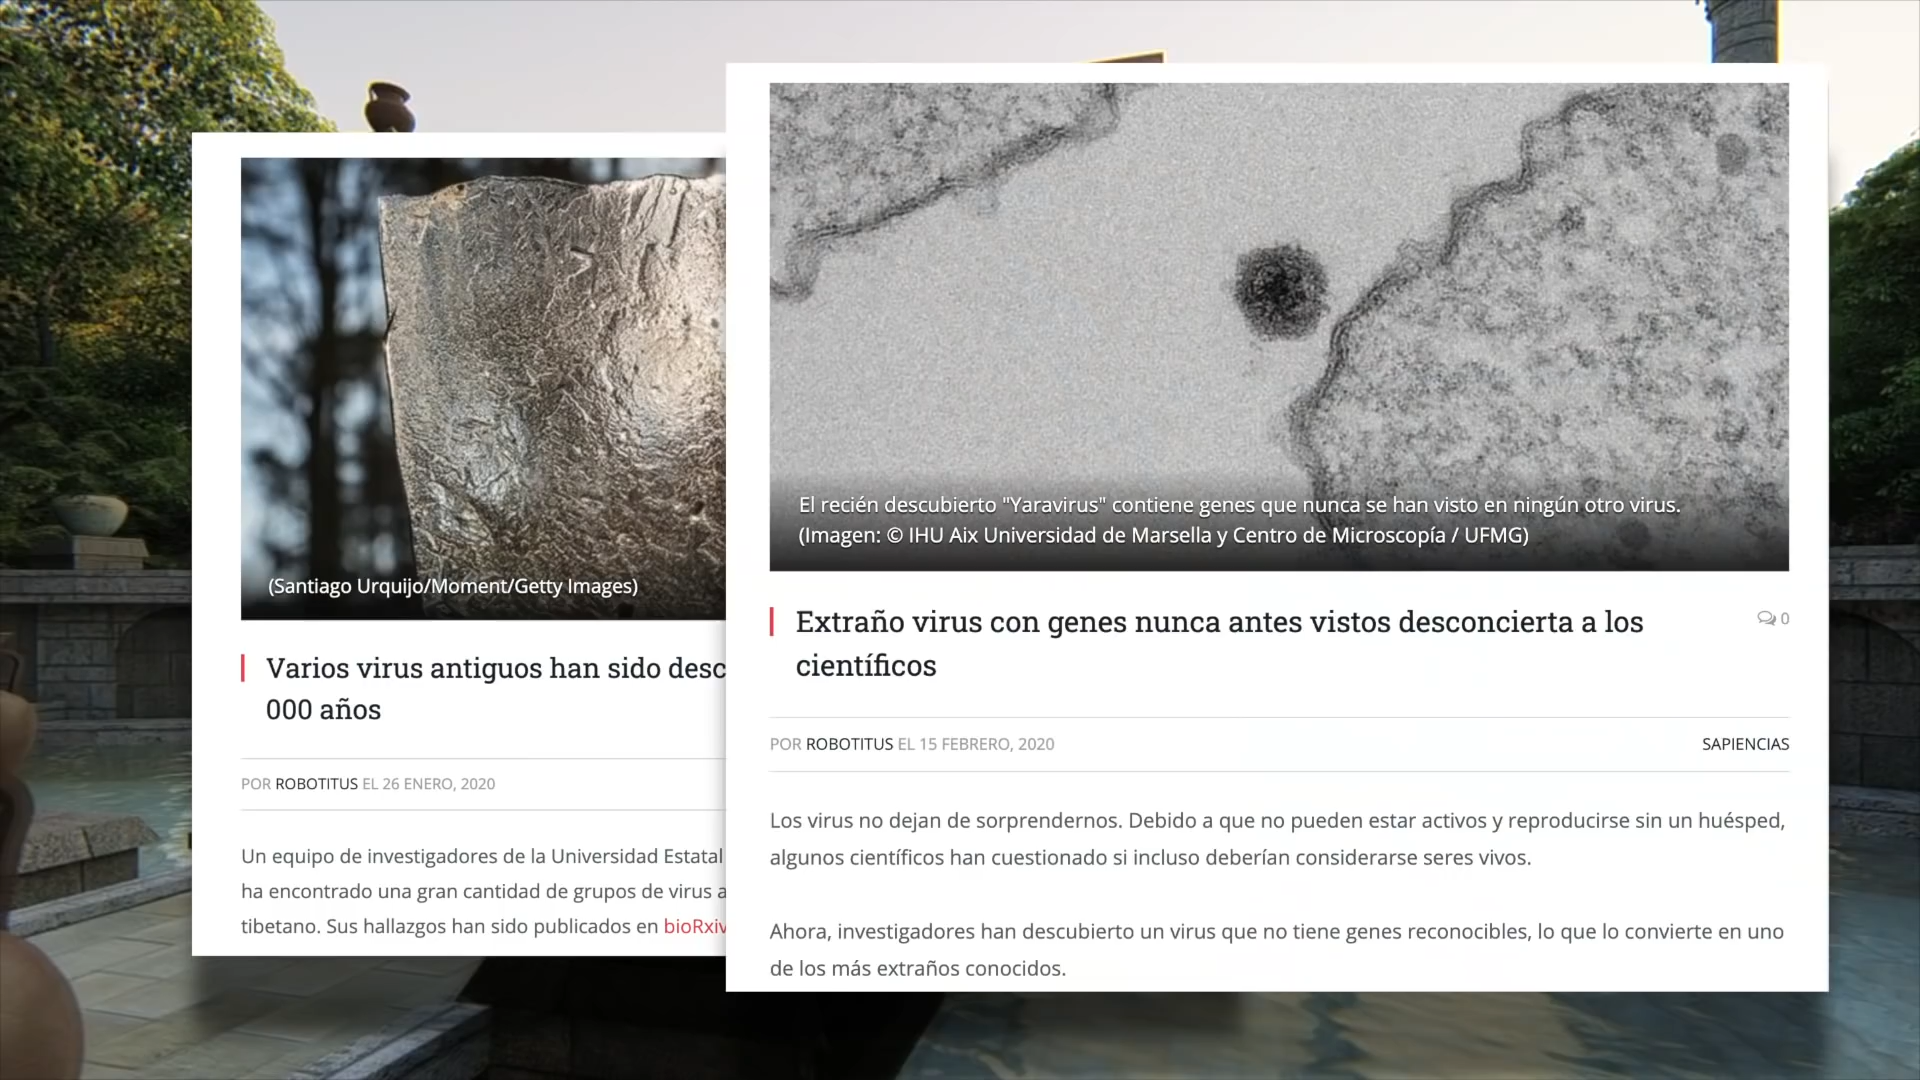 (Santiago Urquijo/Moment/Getty Images)
Varios virus antiguos han sido desc
000 años
POR ROBOTITUS EL 26 ENERO, 2020
Un equipo de investigadores de la Universidad Estatal
ha encontrado una gran cantidad de grupos de virus a
tibetano. Sus hallazgos han sido publicados en bioRxiv
El recién descubierto "Yaravirus" contiene genes que nunca se han visto en ningún otro virus.
(Imagen: © IHU Aix Universidad de Marsella y Centro de Microscopía / UFMG)
Extraño virus con genes nunca antes vistos desconcierta a los
científicos
0
POR ROBOTITUS EL 15 FEBRERO, 2020
SAPIENCIAS
Los virus no dejan de sorprendernos. Debido a que no pueden estar activos y reproducirse sin un huésped,
algunos científicos han cuestionado si incluso deberían considerarse seres vivos.
Ahora, investigadores han descubierto un virus que no tiene genes reconocibles, lo que lo convierte en uno
de los más extraños conocidos.